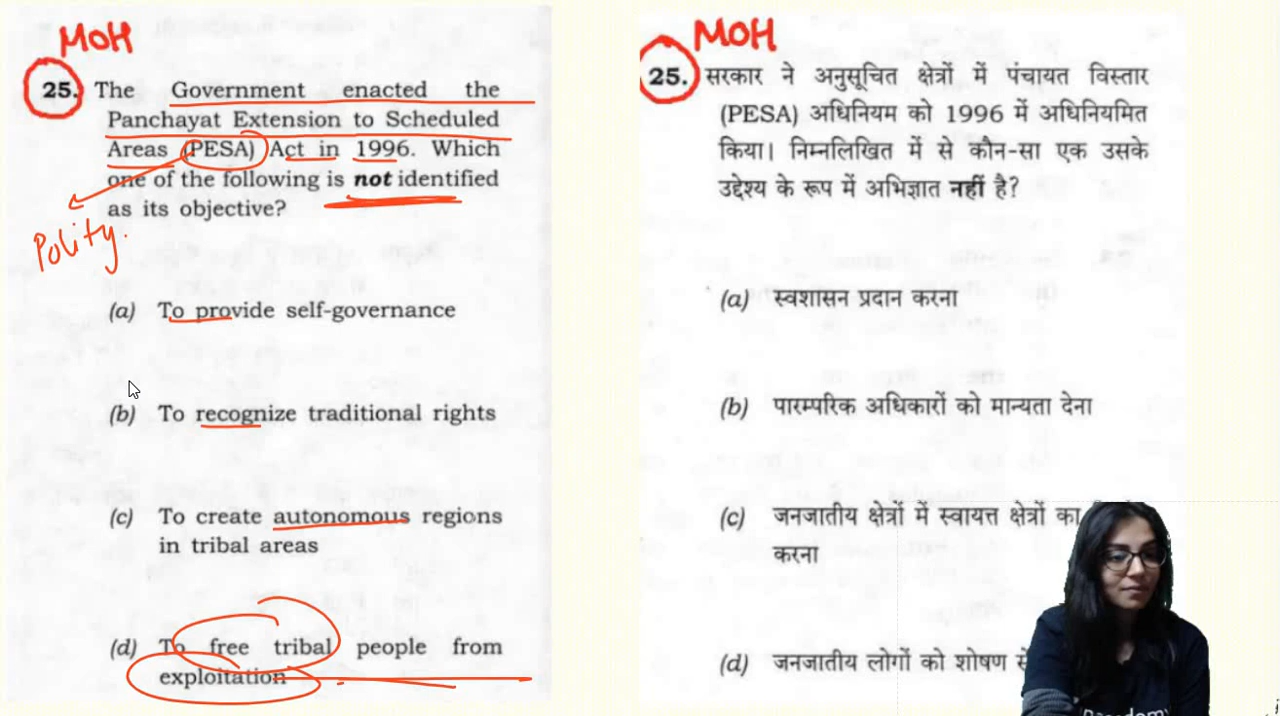 MOH
25. The Government enacted the
Panchayat Extension to Scheduled
Areas (PESA) Act in 1996. Which
one of the following is not identified
as its objective?
Polity.
(a) To provide self-governance
(b) To recognize traditional rights
(c) To create autonomous regions
in tribal areas
(d) To free tribal people from
exploitation
MOH
25. सरकार ने अनुसूचित क्षेत्रों में पंचायत विस्तार
(PESA) अधिनियम को 1996 में अधिनियमित
किया। निम्नलिखित में से कौन-सा एक उसके
उद्देश्य के रूप में अभिज्ञात नहीं है?
(a) स्वशासन प्रदान करना
(b) पारम्परिक अधिकारों को मान्यता देना
(c) जनजातीय क्षेत्रों में स्वायत्त क्षेत्रों का
करना
(d) जनजातीय लोगों को शोषण